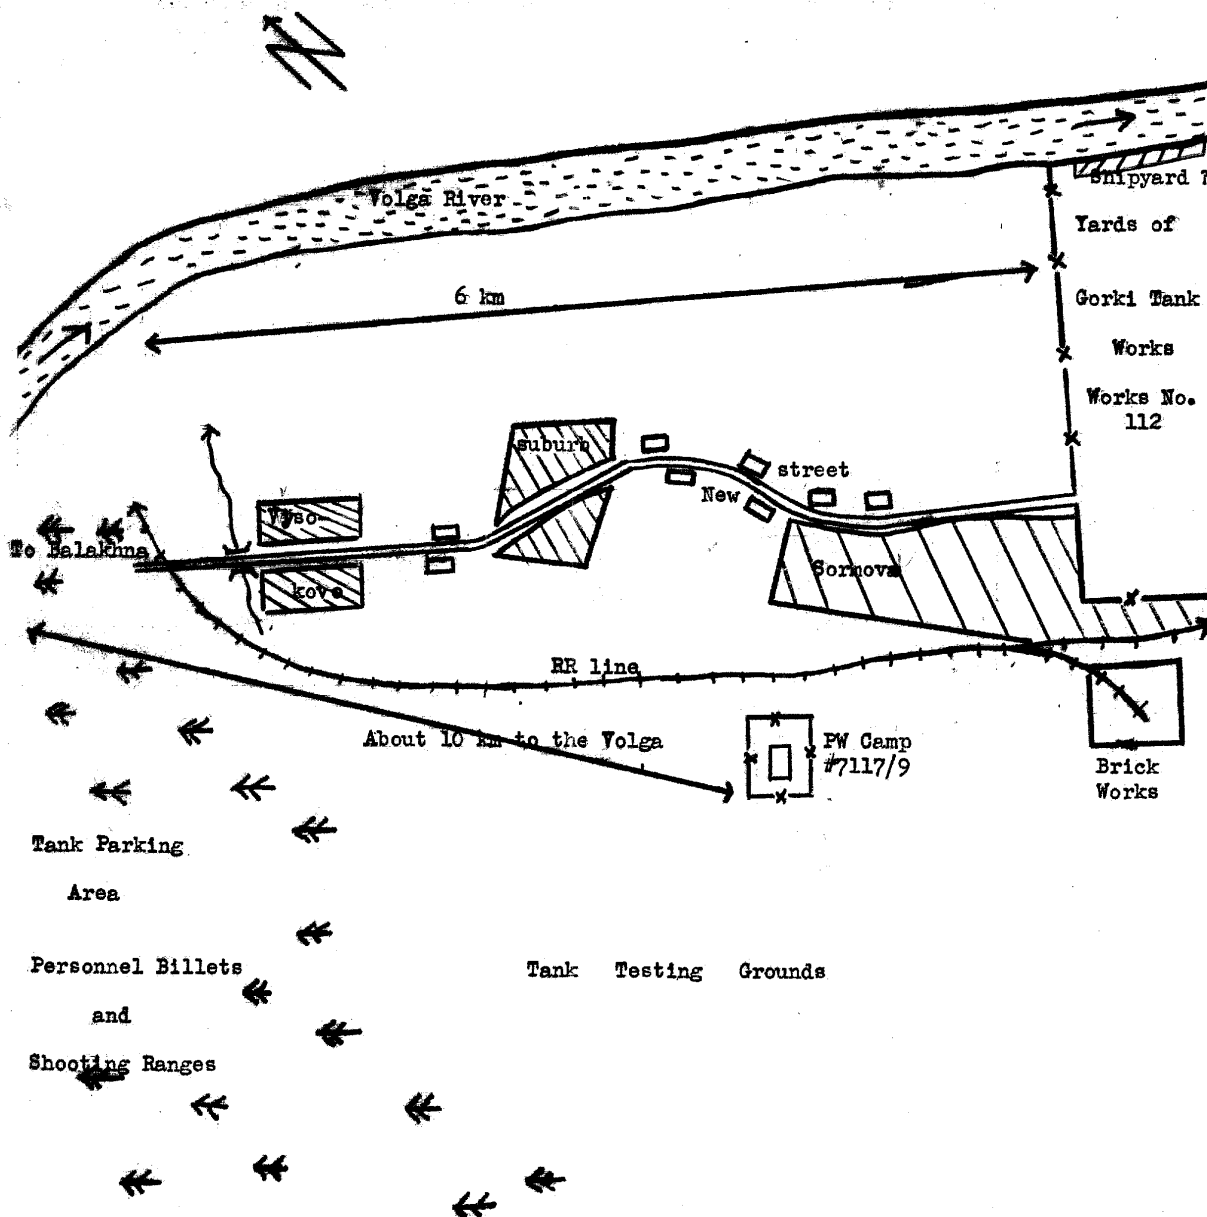 N
Volga River
Shipyard
Yards of
6 km
Gorki Tank
Works
Works No.
112
suburb
street
New
Vyso-
To Balakhna
kovo
Sormova
RR line
About 10 km to the Volga
PW Camp
#7117/9
Brick
Works
Tank Parking
Area
Personnel Billets
Tank Testing Grounds
and
Shooting Ranges